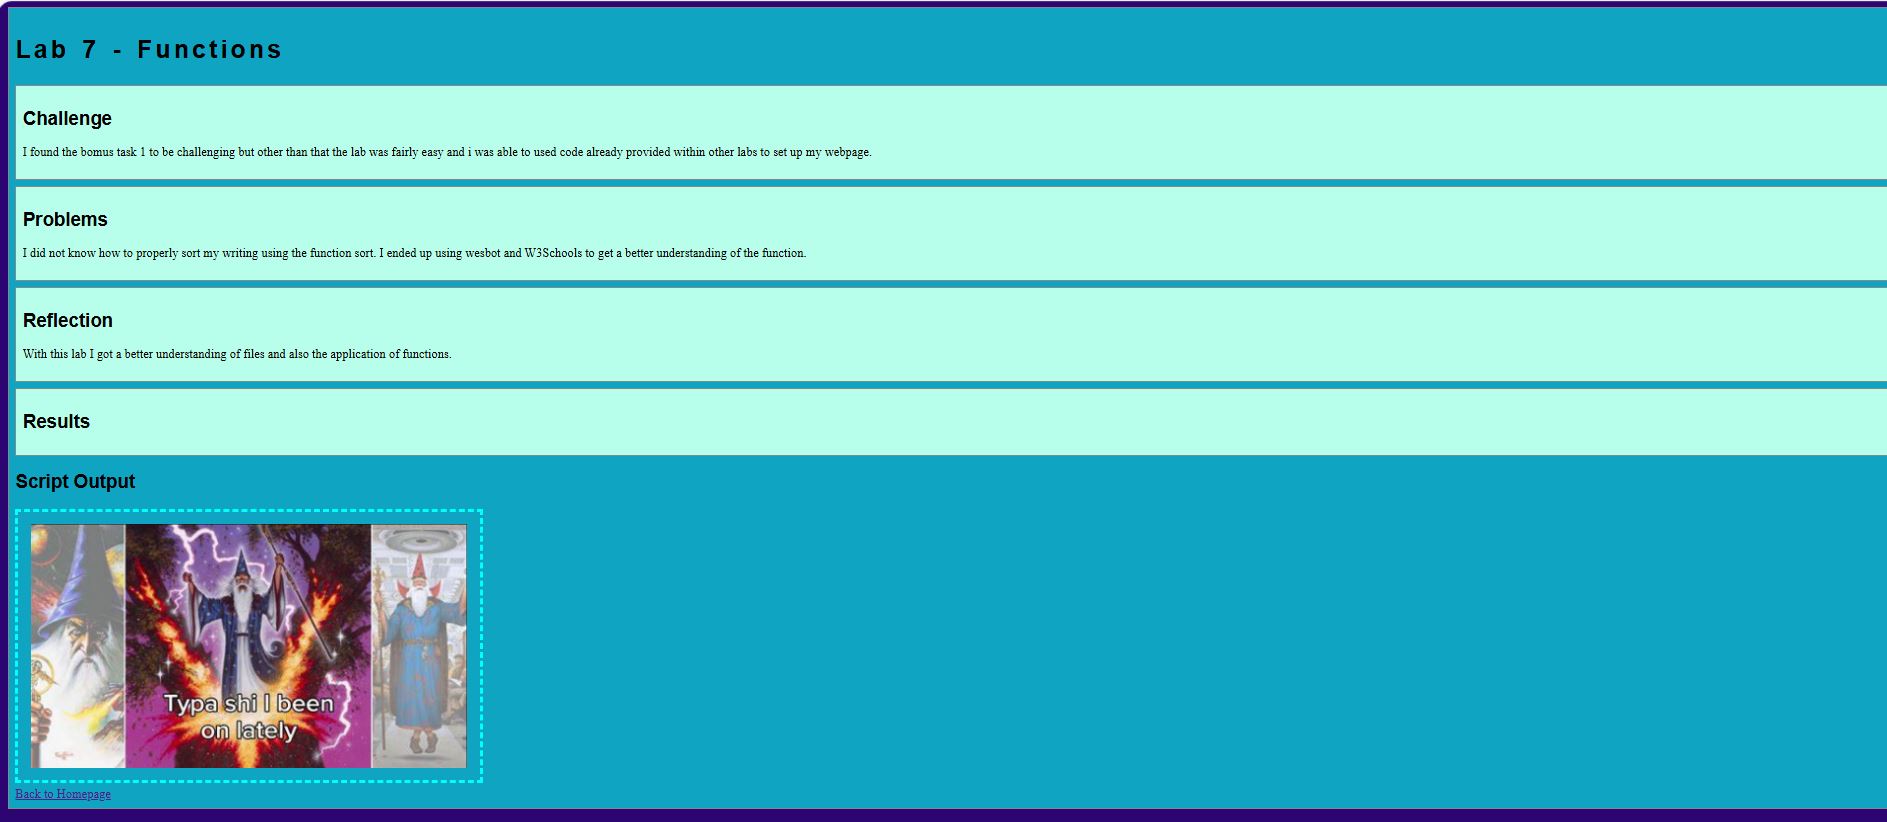 Lab 7 - Functions
Challenge
I found the bomus task 1 to be challenging but other than that the lab was fairly easy and i was able to used code already provided within other labs to set up my webpage.
Problems
I did not know how to properly sort my writing using the function sort. I ended up using wesbot and W3Schools to get a better understanding of the function.
Reflection
With this lab I got a better understanding of files and also the application of functions.
Results
Script Output
Typa shi I been
on lately
Back to Homepage